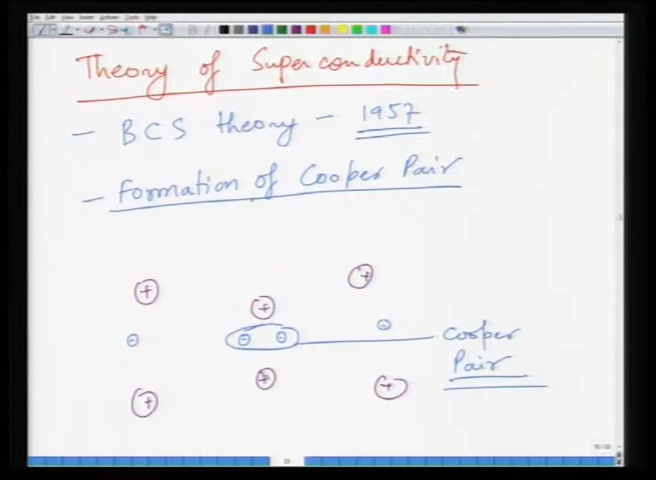 Theory of Superconductivity
- BCS theory - 1957
- Formation of Cooper Pair
+
+
+
- - - -
Cooper
Pair
+ + +